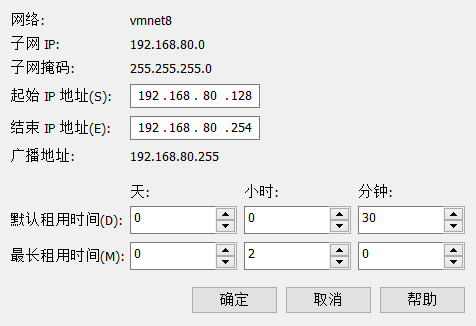 网络: vmnet8
子网 IP: 192.168.80.0
子网掩码: 255.255.255.0
起始 IP 地址(S): 192 .168 . 80 .128
结束 IP 地址(E): 192 .168 . 80 .254
广播地址: 192.168.80.255
天: 小时: 分钟:
默认租用时间(D): 0 0 30
最长租用时间(M): 0 2 0
确定 取消 帮助